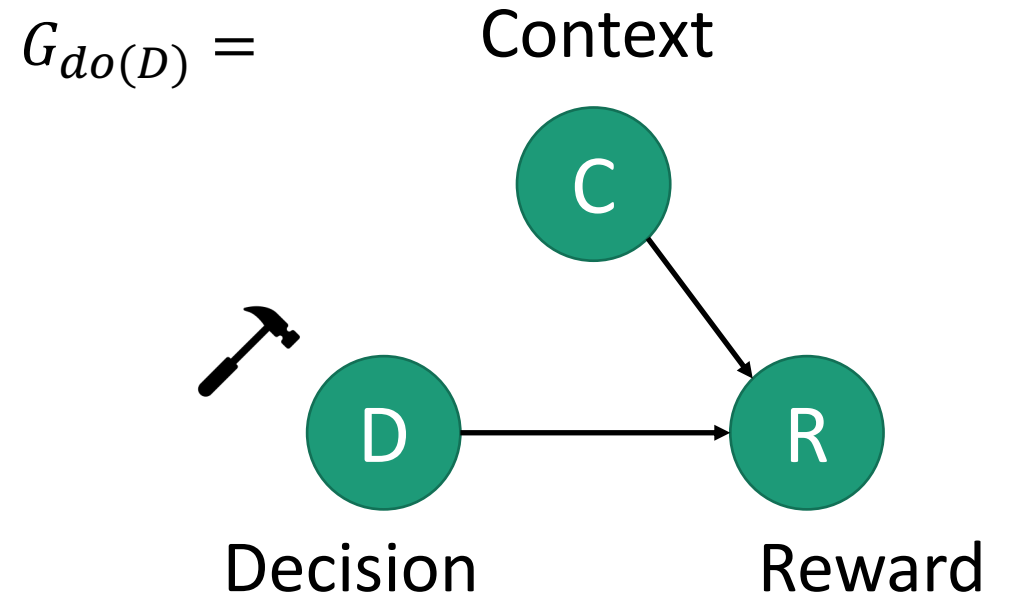 G_{do(D)} =
Context
C
D
R
Decision
Reward